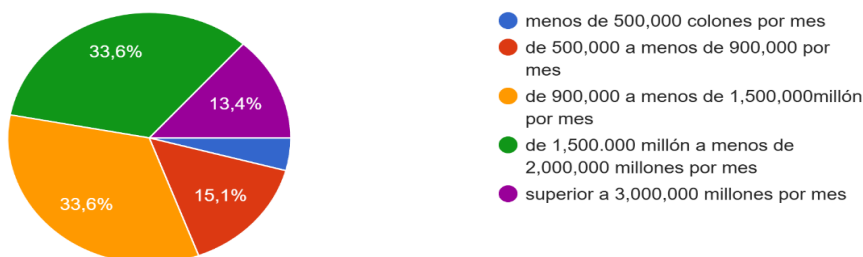 33,6%
13,4%
33,6%
15,1%
menos de 500,000 colones por mes
de 500,000 a menos de 900,000 por
mes
de 900,000 a menos de 1,500,000millón
por mes
de 1,500.000 millón a menos de
2,000,000 millones por mes
superior a 3,000,000 millones por mes